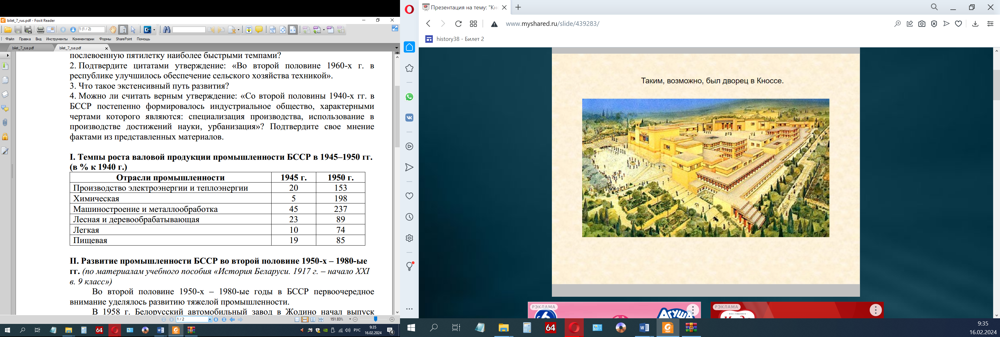 bilet_7_rus.pdf - Foxit Reader
1 (1 / 2)
Файл Правка Вид Инструменты Комментарии Формы SharePoint Помощь
bilet_7_rus.pdf bilet_7_rus.pdf
послевоенную пятилетку наиболее быстрыми темпами?
2. Подтвердите цитатами утверждение: «Во второй половине 1960-х г. в
республике улучшилось обеспечение сельского хозяйства техникой».
3. Что такое экстенсивный путь развития?
4. Можно ли считать верным утверждение: «Со второй половины 1940-х гг. в
БССР постепенно формировалось индустриальное общество, характерными
чертами которого являются: специализация производства, использование в
производстве достижений науки, урбанизация»? Подтвердите свое мнение
фактами из представленных материалов.
I. Темпы роста валовой продукции промышленности БССР в 1945–1950 гг.
(в % к 1940 г.)
Отрасли промышленности 1945 г. 1950 г.
Производство электроэнергии и теплоэнергии 20 153
Химическая 5 198
Машиностроение и металлообработка 45 237
Лесная и деревообрабатывающая 23 89
Легкая 10 74
Пищевая 19 85
II. Развитие промышленности БССР во второй половине 1950-х – 1980-ые
гг. (по материалам учебного пособия «История Беларуси. 1917 г. – начало XXI
в. 9 класс»)
Во второй половине 1950-х – 1980-ые годы в БССР первоочередное
внимание уделялось развитию тяжелой промышленности.
В 1958 г. Белорусский автомобильный завод в Жодино начал выпуск
1 / 2
151.83%
64
РУС
9:35
16.02.2024
4
Презентация на тему: "Кн
www.myshared.ru/slide/439283/
history38 - Билет 2
Таким, возможно, был дворец в Кноссе.
РЭКЛАМА
Агуша
РЭКЛАМА
64
9:35
16.02.2024